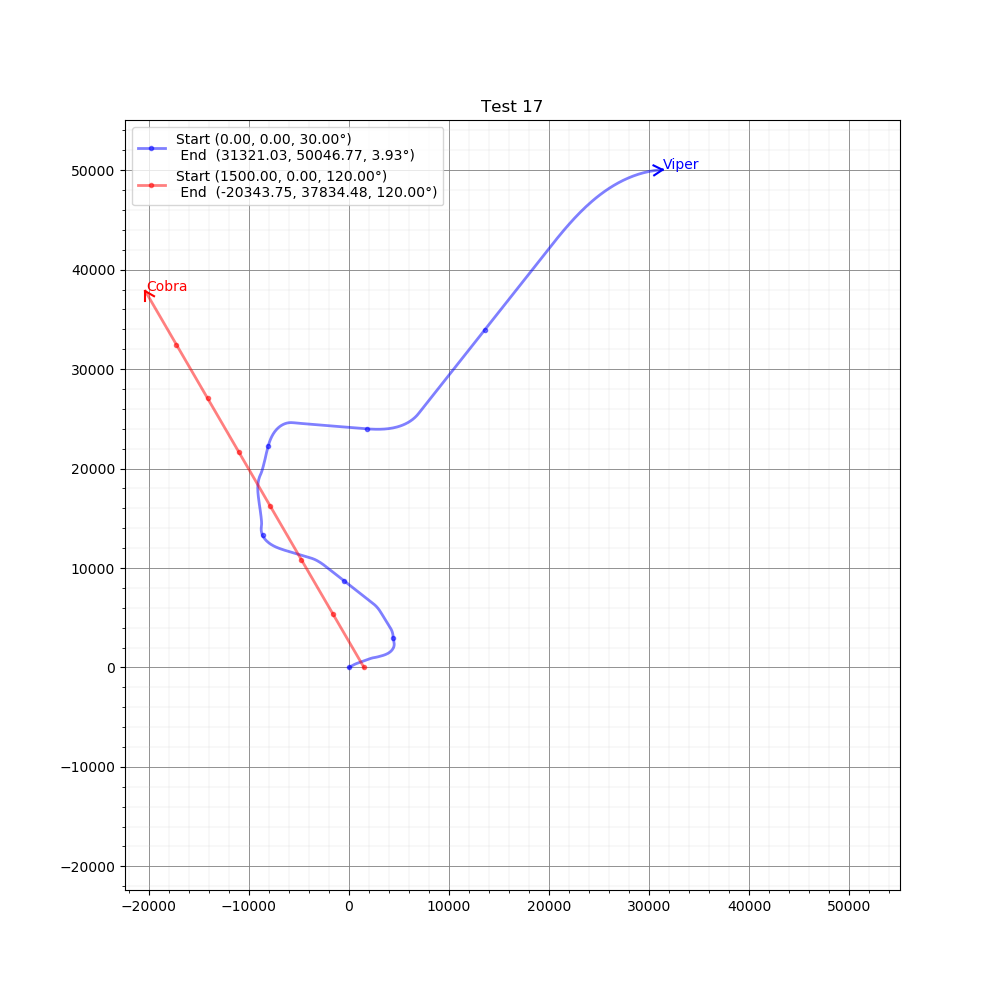 Test 17
Start (0.00, 0.00, 30.00°)
End (31321.03, 50046.77, 3.93°)
Start (1500.00, 0.00, 120.00°)
End (-20343.75, 37834.48, 120.00°)
Viper
Cobra
50000
40000
30000
20000
10000
0
−10000
−20000
−20000 −10000 0 10000 20000 30000 40000 50000